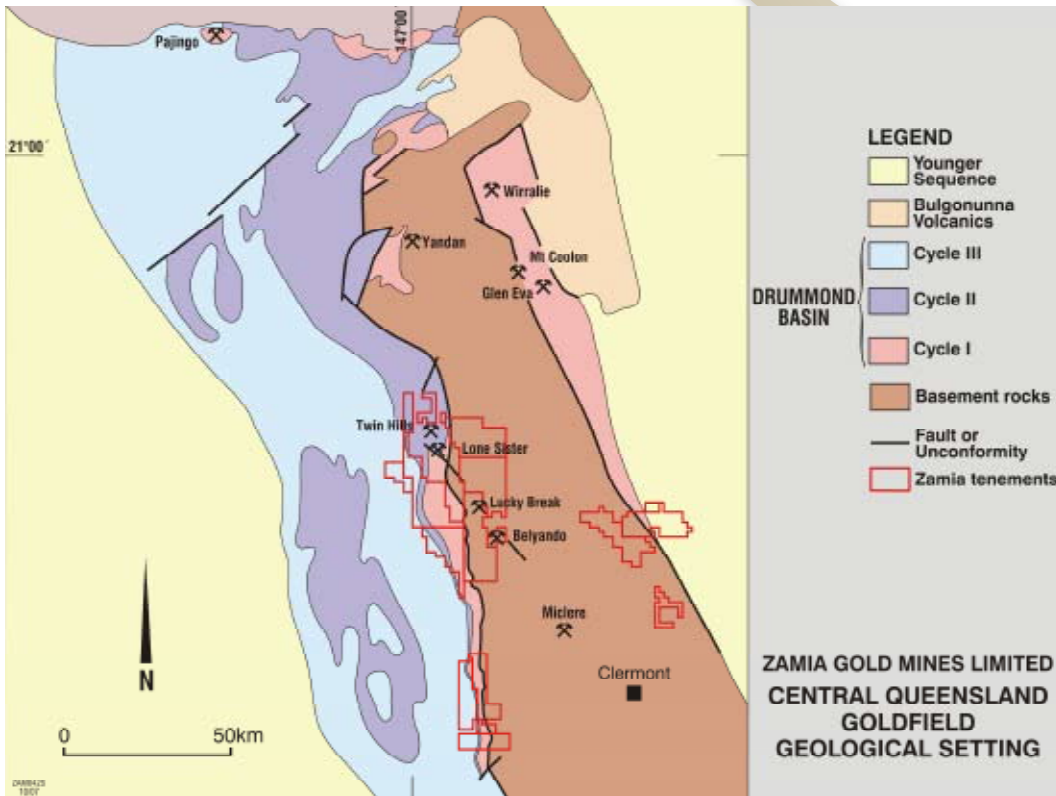 Pajingo
147°00'
21°00'
Wirralie
Yandan
Mt Coolon
Glen Eva
Twin Hills
Lone Sister
Lucky Break
Belyando
Miclere
Clermont
N
0 50km
LEGEND
Younger
Sequence
Bulgonunna
Volcanics
Cycle III
DRUMMOND
BASIN
Cycle II
Cycle I
Basement rocks
Fault or
Unconformity
Zamia tenements
ZAMIA GOLD MINES LIMITED
CENTRAL QUEENSLAND
GOLDFIELD
GEOLOGICAL SETTING